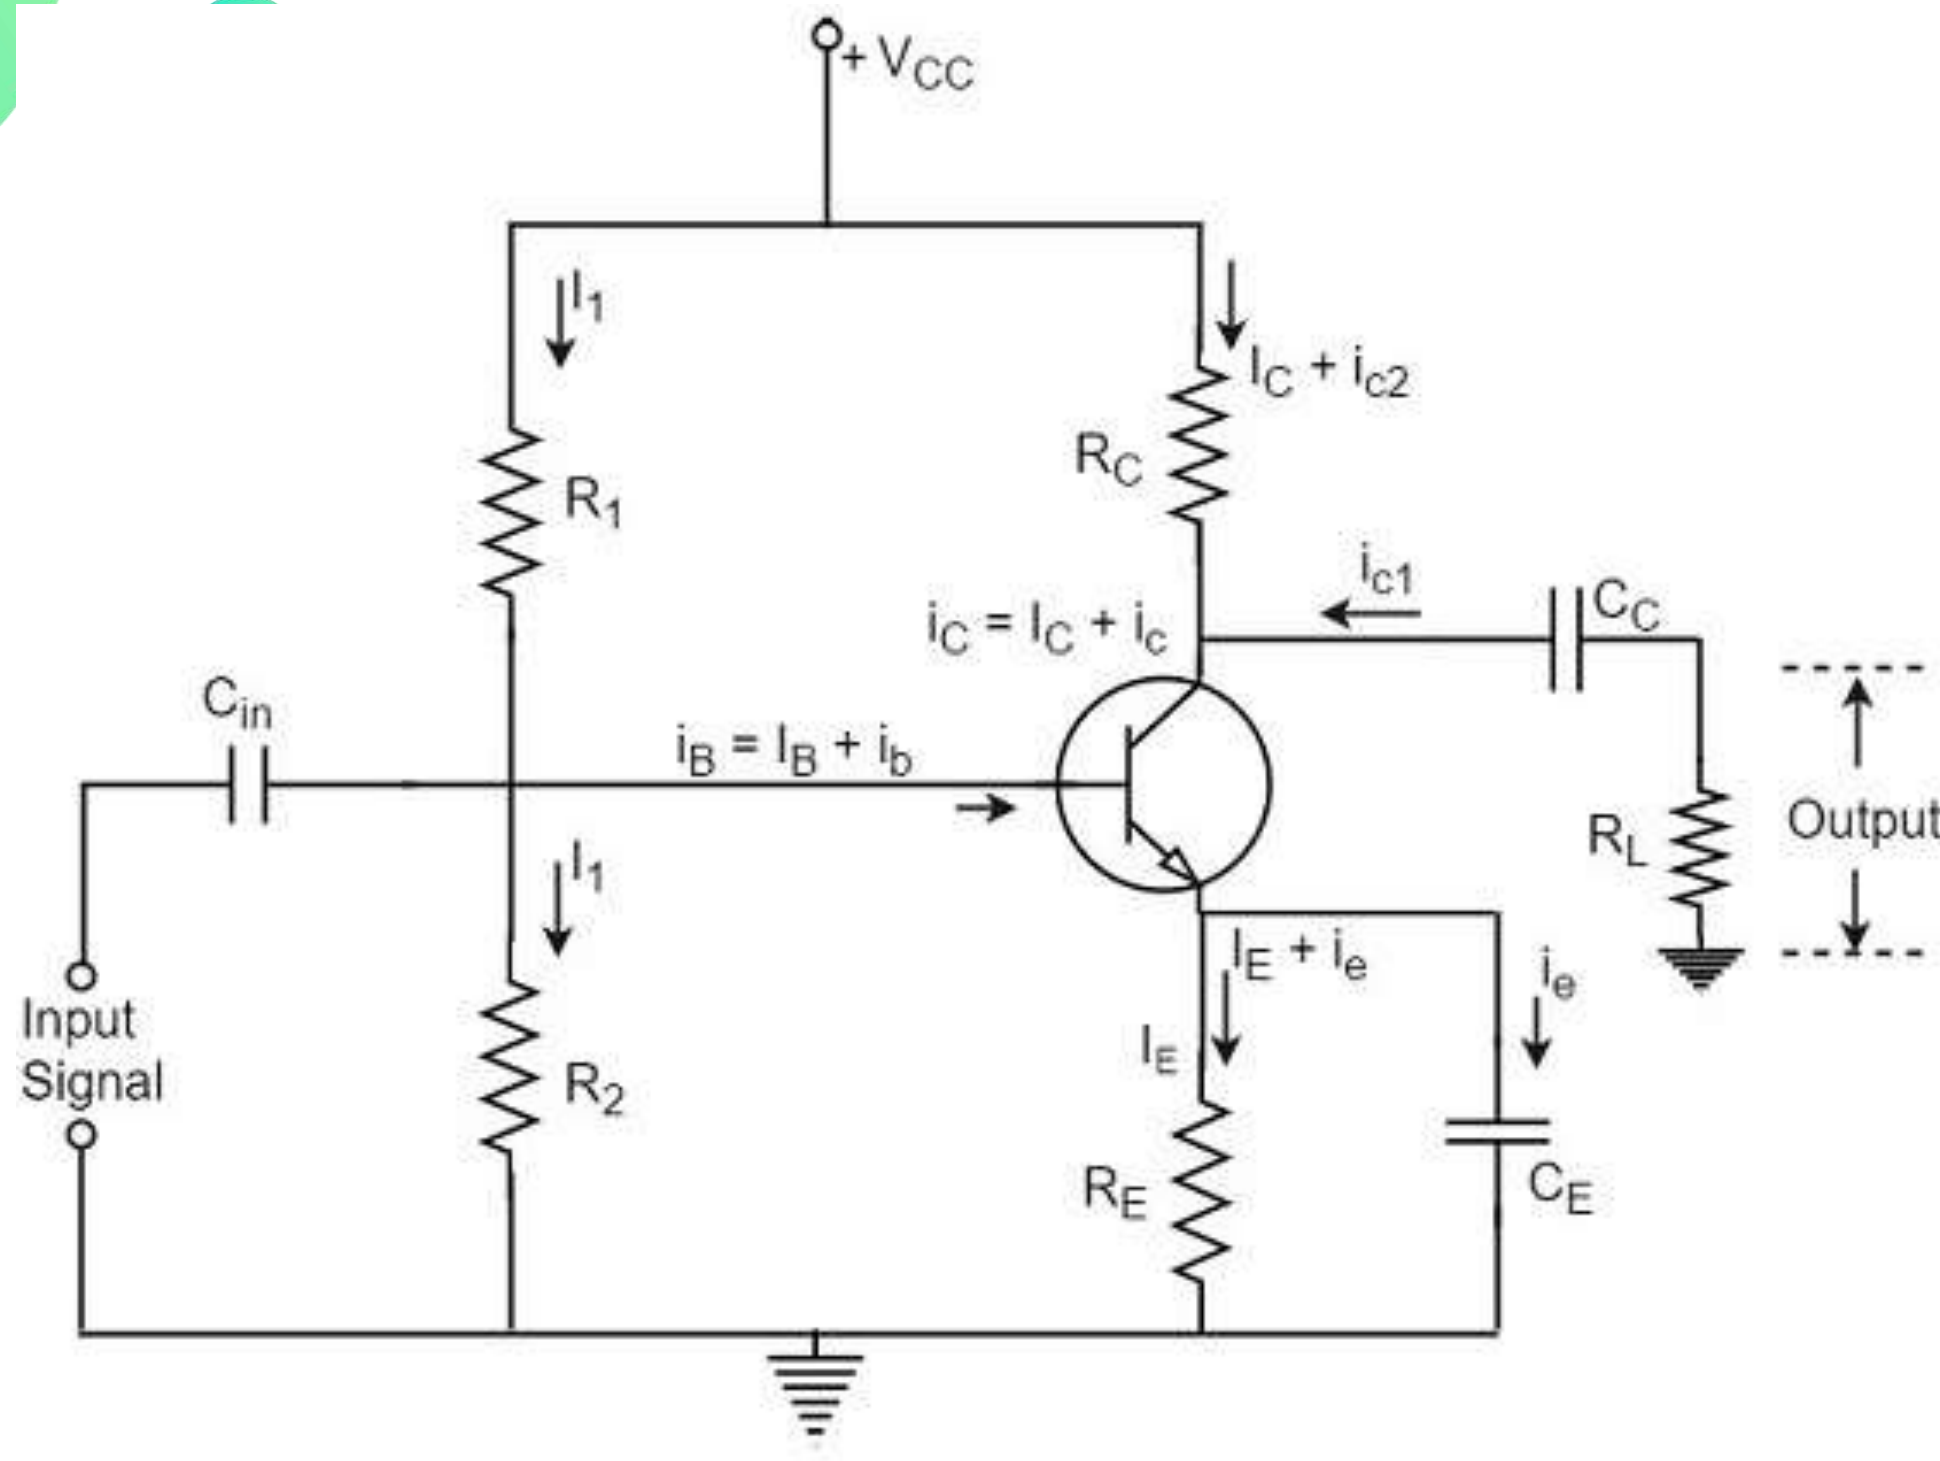 + VCC
I1
IC + ic2
RC
R1
ic1
CC
iC = IC + ic
Cin
iB = IB + ib
Output
RL
I1
IE + ie
ie
Input
Signal
IE
R2
RE
CE